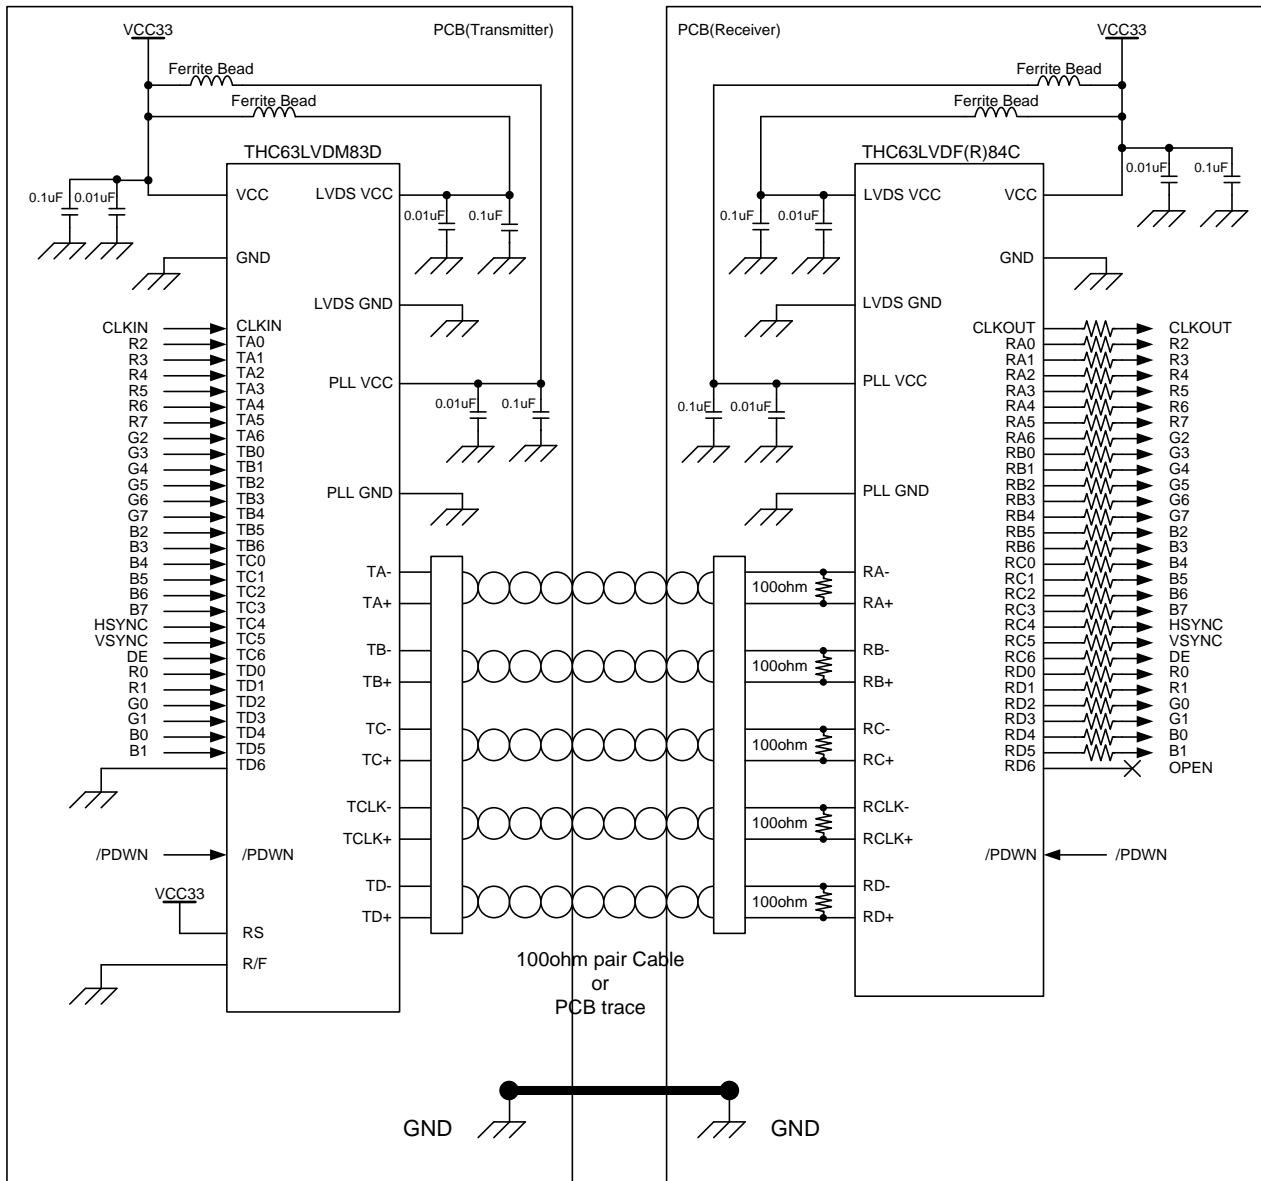 PCB(Transmitter)
VCC33
Ferrite Bead
Ferrite Bead
THC63LVDM83D
0.1uF
0.01uF
VCC
LVDS VCC
0.01uF
0.1uF
GND
LVDS GND
PLL VCC
0.01uF
0.1uF
PLL GND
CLKIN CLKIN
R2 TA0
R3 TA1
R4 TA2
R5 TA3
R6 TA4
R7 TA5
G2 TA6
G3 TB0
G4 TB1
G5 TB2
G6 TB3
G7 TB4
B2 TB5
B3 TB6
B4 TC0
B5 TC1
B6 TC2
B7 TC3
HSYNC TC4
VSYNC TC5
DE TC6
R0 TD0
R1 TD1
G0 TD2
G1 TD3
B0 TD4
B1 TD5
TD6
/PDWN /PDWN
VCC33
RS
R/F
TA-
TA+
TB-
TB+
TC-
TC+
TCLK-
TCLK+
TD-
TD+
100ohm pair Cable
or
PCB trace
PCB(Receiver)
VCC33
Ferrite Bead
Ferrite Bead
THC63LVDF(R)84C
LVDS VCC
VCC
0.1uF
0.01uF
0.01uF
0.1uF
GND
LVDS GND
PLL VCC
0.1uF
0.01uF
PLL GND
CLKOUT CLKOUT
RA0 R2
RA1 R3
RA2 R4
RA3 R5
RA4 R6
RA5 R7
RA6 G2
RB0 G3
RB1 G4
RB2 G5
RB3 G6
RB4 G7
RB5 B2
RB6 B3
RC0 B4
RC1 B5
RC2 B6
RC3 B7
RC4 HSYNC
RC5 VSYNC
RC6 DE
RD0 R0
RD1 R1
RD2 G0
RD3 G1
RD4 B0
RD5 B1
RD6 OPEN
/PDWN /PDWN
RA-
100ohm
RA+
RB-
100ohm
RB+
RC-
100ohm
RC+
RCLK-
100ohm
RCLK+
RD-
100ohm
RD+
GND
GND